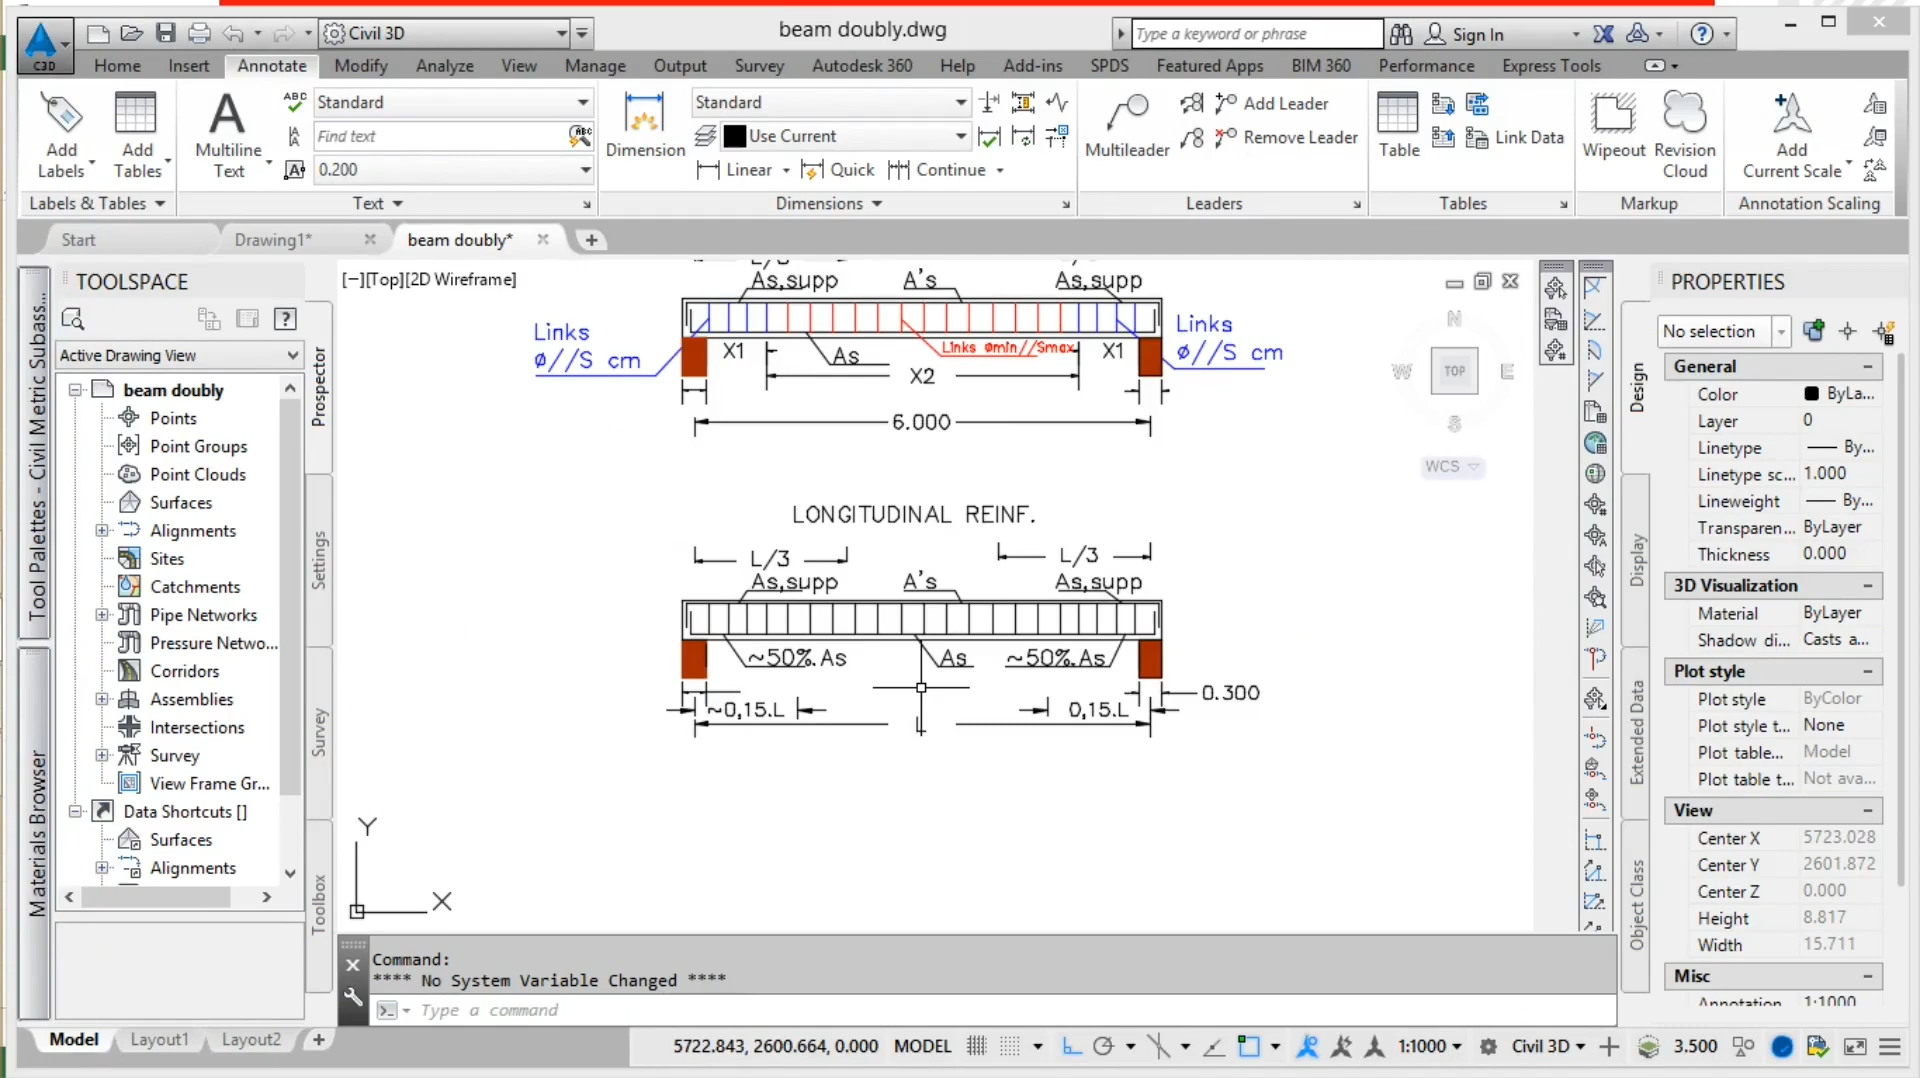 C3D
Civil 3D
beam doubly.dwg
Type a keyword or phrase
Sign In
Home Insert Annotate Modify Analyze View Manage Output Survey Autodesk 360 Help Add-ins SPDS Featured Apps BIM 360 Performance Express Tools
Add Labels
Add Tables
Labels & Tables
Multiline Text
ABC
Standard
Find text
ABC
0.200
Text
Dimension
Standard
Use Current
Linear
Quick
Continue
Dimensions
Multileader
Add Leader
Remove Leader
Leaders
Table
Link Data
Tables
Wipeout
Revision Cloud
Markup
Add Current Scale
Annotation Scaling
Start
Drawing1*
beam doubly*
Tool Palettes - Civil Metric Subass...
Materials Browser
TOOLSPACE
Active Drawing View
beam doubly
Points
Point Groups
Point Clouds
Surfaces
Alignments
Sites
Catchments
Pipe Networks
Pressure Netwo...
Corridors
Assemblies
Intersections
Survey
View Frame Gr...
Data Shortcuts []
Surfaces
Alignments
Prospector
Settings
Survey
Toolbox
[−][Top][2D Wireframe]
As,supp A's As,supp
Links
ø//S cm
X1
As
Links ømin//Smax
X1
Links
ø//S cm
X2
6.000
LONGITUDINAL REINF.
L/3 L/3
As,supp A's As,supp
~50%.As As ~50%.As
0.300
~0,15.L 0,15.L
L
Y
X
N
W TOP E
S
WCS
Command:
**** No System Variable Changed ****
Type a command
Model Layout1 Layout2
5722.843, 2600.664, 0.000 MODEL
1:1000
Civil 3D
3.500
PROPERTIES
No selection
Design
Display
Extended Data
Object Class
General
Color ByLa...
Layer 0
Linetype By...
Linetype sc... 1.000
Lineweight By...
Transparen... ByLayer
Thickness 0.000
3D Visualization
Material ByLayer
Shadow di... Casts a...
Plot style
Plot style ByColor
Plot style t... None
Plot table... Model
Plot table t... Not ava...
View
Center X 5723.028
Center Y 2601.872
Center Z 0.000
Height 8.817
Width 15.711
Misc
Annotation 1:1000